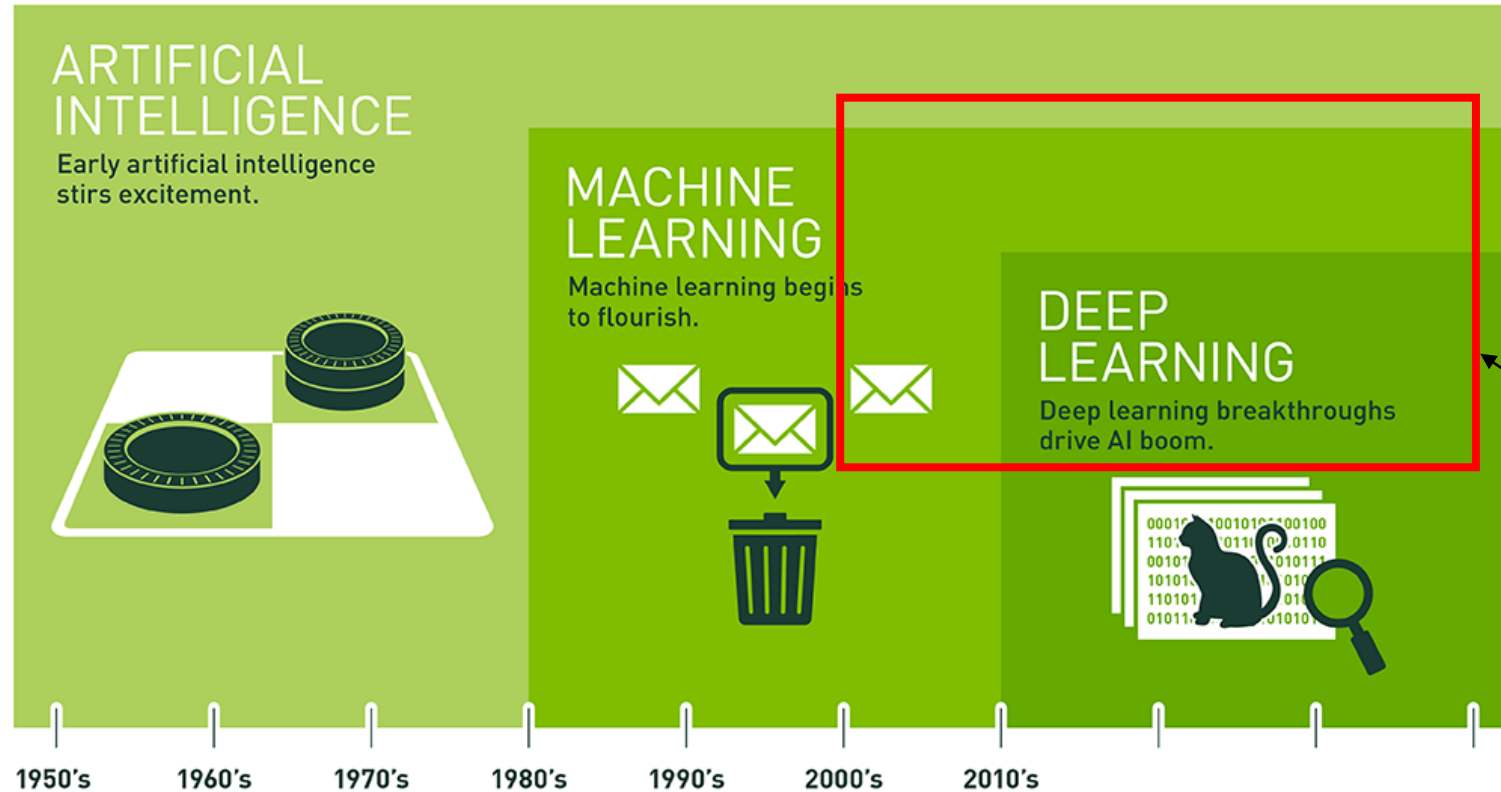 ARTIFICIAL
INTELLIGENCE
Early artificial intelligence
stirs excitement.
MACHINE
LEARNING
Machine learning begins
to flourish.
DEEP
LEARNING
Deep learning breakthroughs
drive AI boom.
1950's 1960's 1970's 1980's 1990's 2000's 2010's